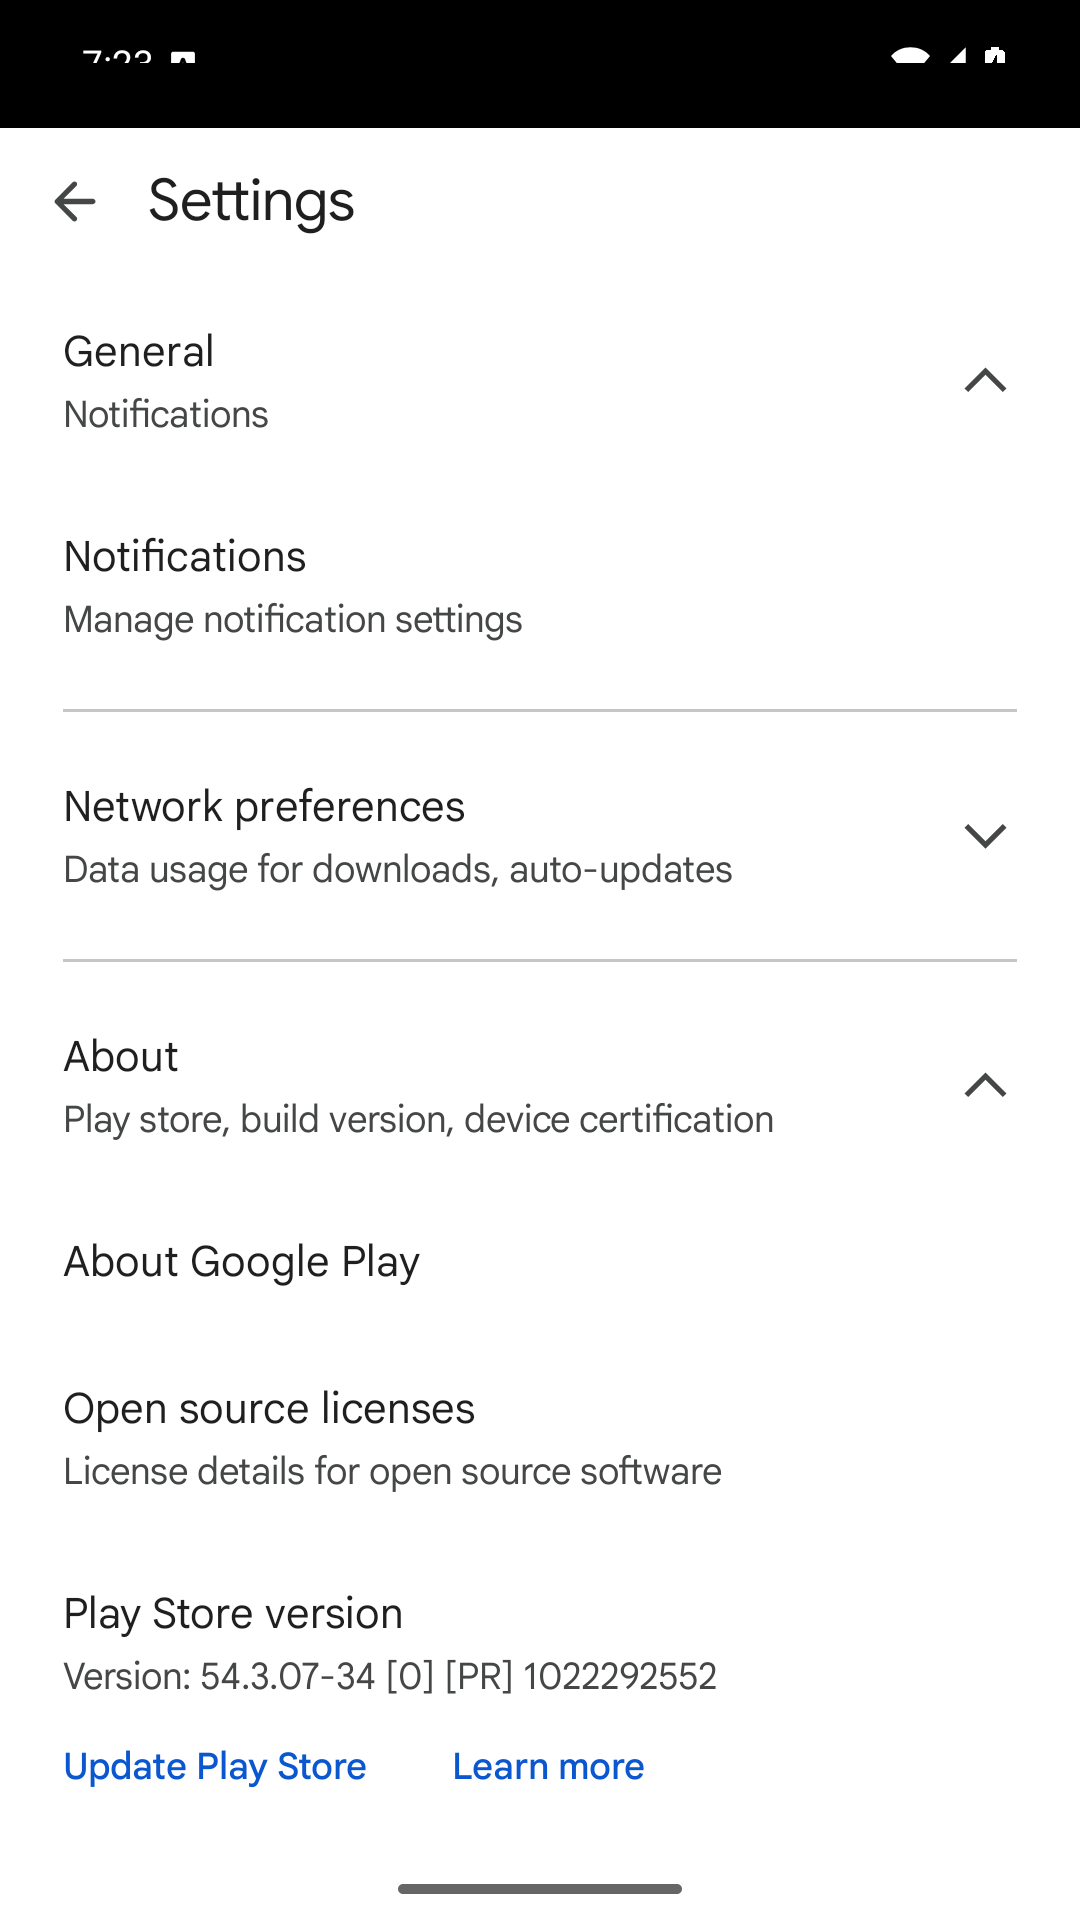 7:23
Settings
General
Notifications
Notifications
Manage notification settings
Network preferences
Data usage for downloads, auto-updates
About
Play store, build version, device certification
About Google Play
Open source licenses
License details for open source software
Play Store version
Version: 54.3.07-34 [0] [PR] 1022292552
Update Play Store
Learn more